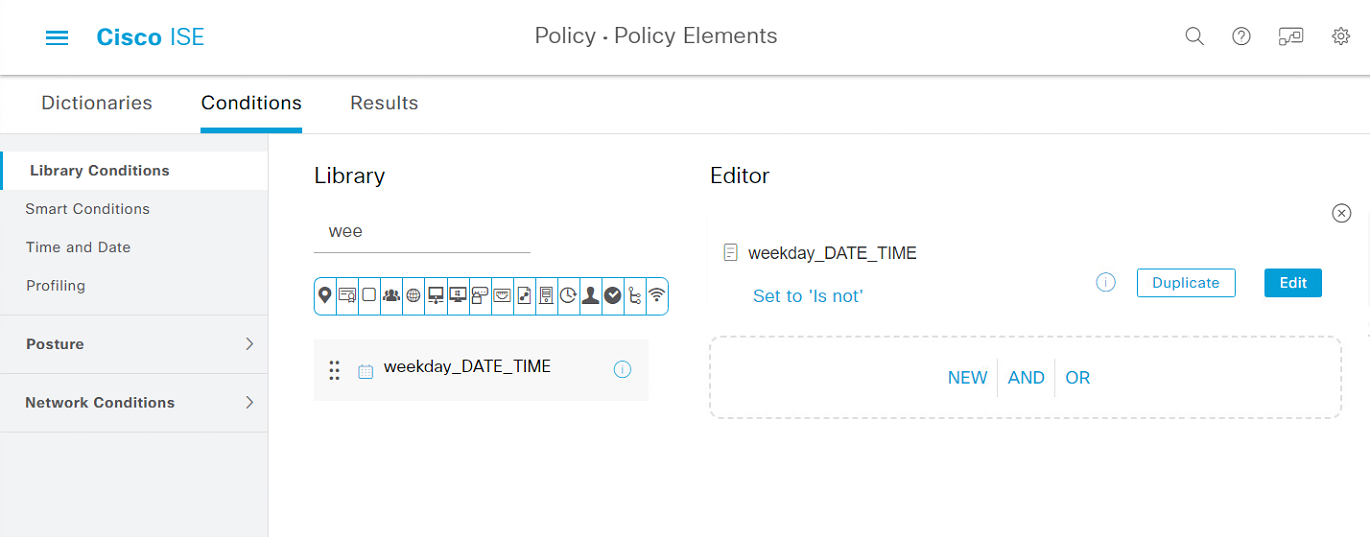 Cisco ISE
Policy · Policy Elements
Dictionaries
Conditions
Results
Library Conditions
Smart Conditions
Time and Date
Profiling
Posture
Network Conditions
Library
wee
weekday_DATE_TIME
Editor
weekday_DATE_TIME
Set to 'Is not'
Duplicate
Edit
NEW
AND
OR